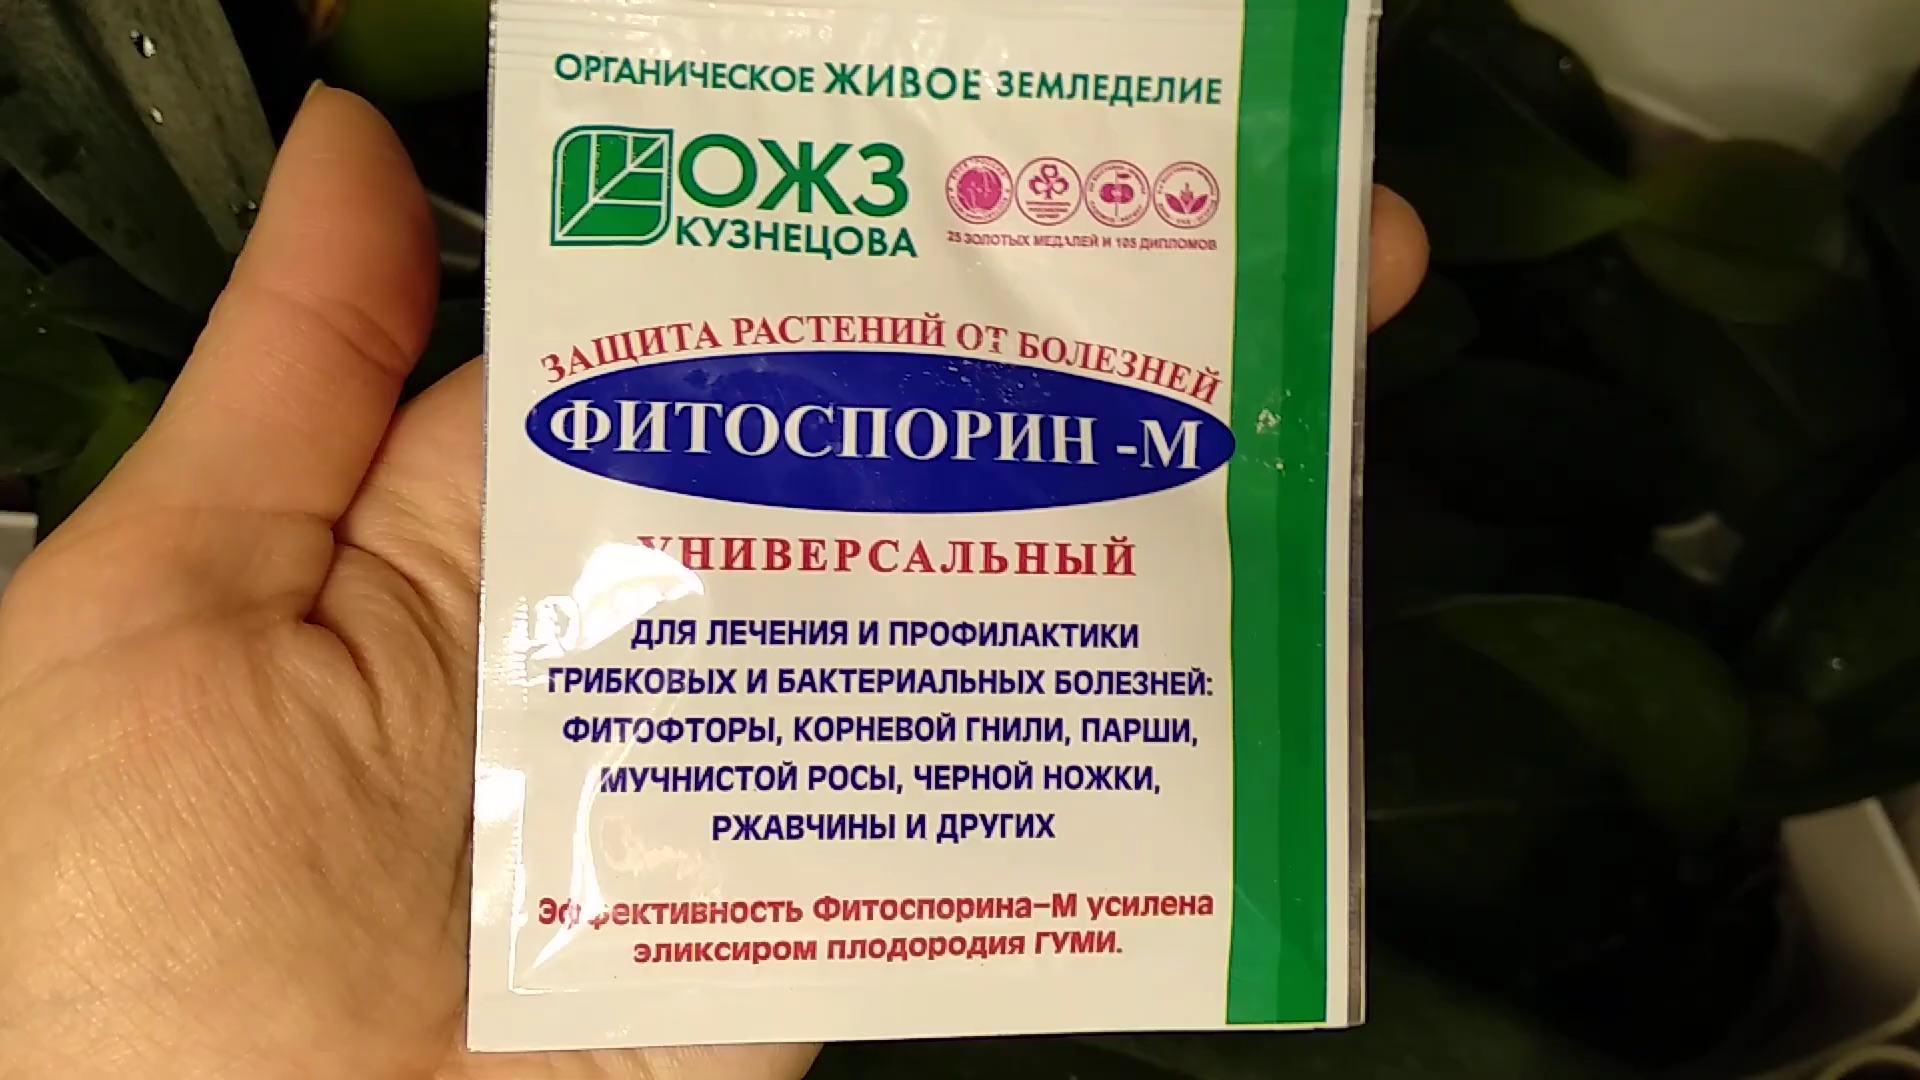 ОРГАНИЧЕСКОЕ ЖИВОЕ ЗЕМЛЕДЕЛИЕ
ОЖЗ
КУЗНЕЦОВА
25 ЗОЛОТЫХ МЕДАЛЕЙ И 105 ДИПЛОМОВ
ЗАЩИТА РАСТЕНИЙ ОТ БОЛЕЗНЕЙ
ФИТОСПОРИН -М
УНИВЕРСАЛЬНЫЙ
ДЛЯ ЛЕЧЕНИЯ И ПРОФИЛАКТИКИ
ГРИБКОВЫХ И БАКТЕРИАЛЬНЫХ БОЛЕЗНЕЙ:
ФИТОФТОРЫ, КОРНЕВОЙ ГНИЛИ, ПАРШИ,
МУЧНИСТОЙ РОСЫ, ЧЕРНОЙ НОЖКИ,
РЖАВЧИНЫ И ДРУГИХ
Эффективность Фитоспорина–М усилена
эликсиром плодородия ГУМИ.